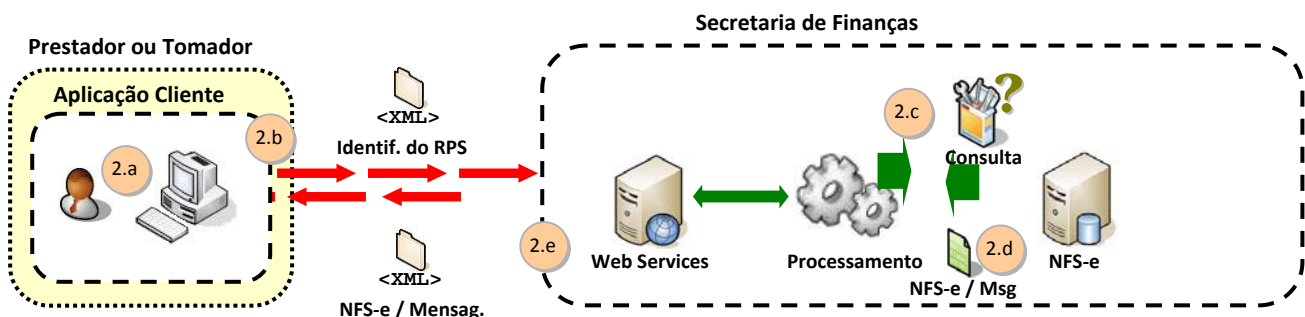 Secretaria de Finanças
Prestador ou Tomador
Aplicação Cliente
2.a
2.b
<XML>
Identif. do RPS
<XML>
NFS-e / Mensag.
2.c
?
Consulta
2.e
Web Services
Processamento
2.d
NFS-e / Msg
NFS-e